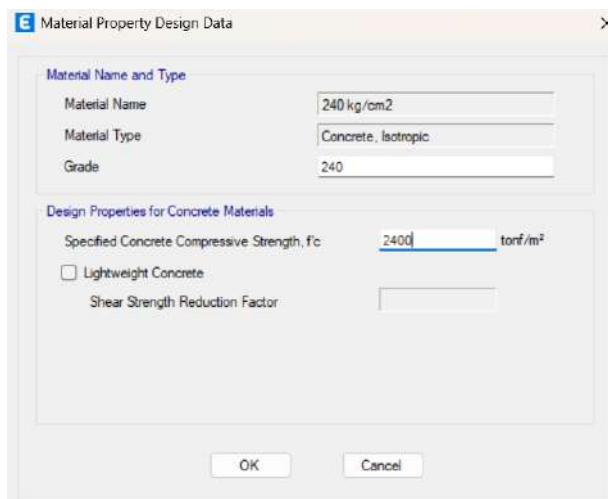 E Material Property Design Data
Material Name and Type
Material Name 240 kg/cm2
Material Type Concrete, Isotropic
Grade 240
Design Properties for Concrete Materials
Specified Concrete Compressive Strength, f'c 2400 tonf/m²
Lightweight Concrete
Shear Strength Reduction Factor
OK Cancel